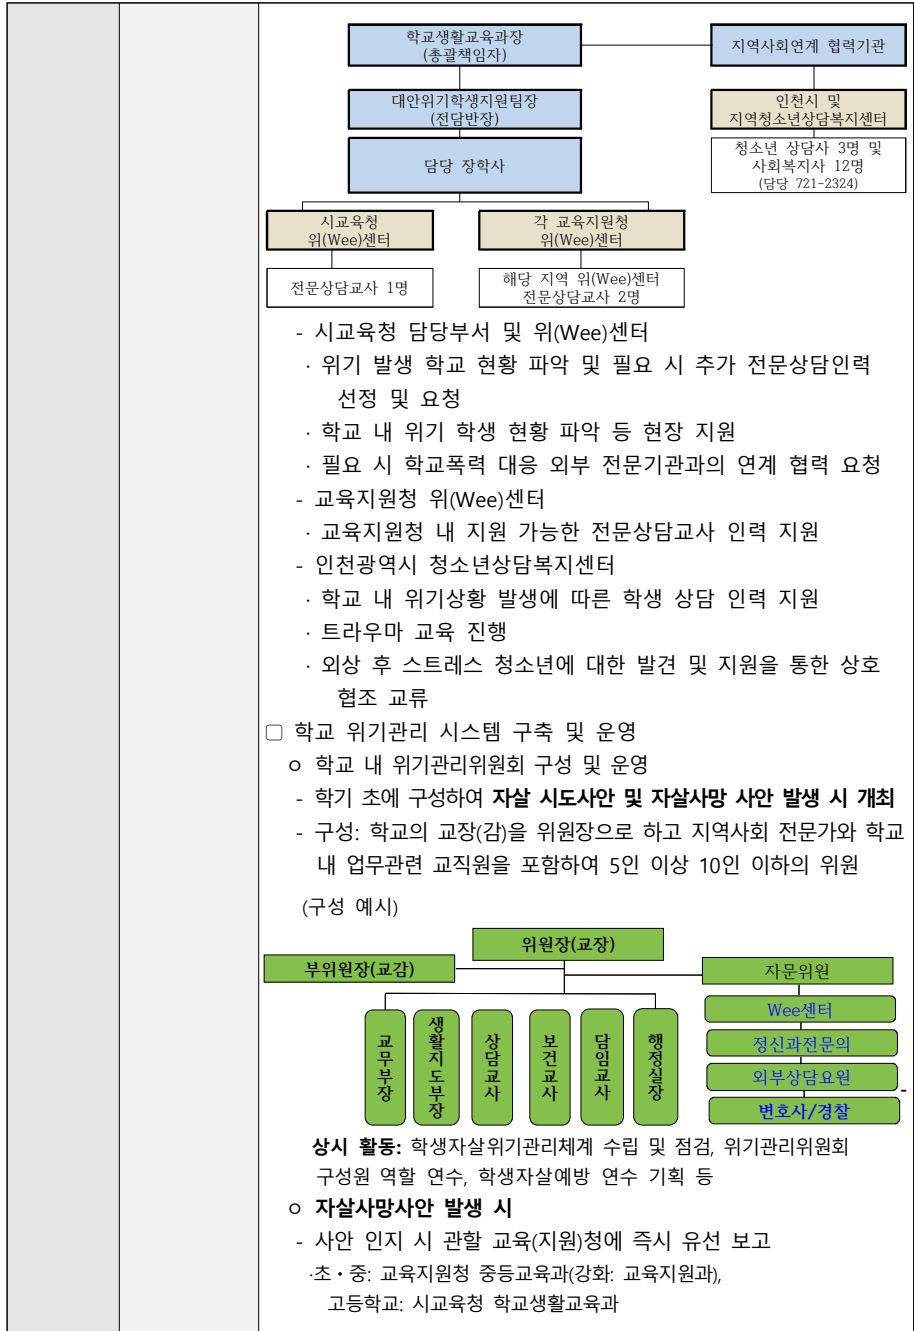 학교생활교육과장
(총괄책임자)
지역사회연계 협력기관
대안위기학생지원팀장
(전담반장)
인천시 및
지역청소년상담복지센터
담당 장학사
청소년 상담사 3명 및
사회복지사 12명
(담당 721-2324)
시교육청
위(Wee)센터
각 교육지원청
위(Wee)센터
전문상담교사 1명
해당 지역 위(Wee)센터
전문상담교사 2명
- 시교육청 담당부서 및 위(Wee)센터
· 위기 발생 학교 현황 파악 및 필요 시 추가 전문상담인력
선정 및 요청
· 학교 내 위기 학생 현황 파악 등 현장 지원
· 필요 시 학교폭력 대응 외부 전문기관과의 연계 협력 요청
- 교육지원청 위(Wee)센터
· 교육지원청 내 지원 가능한 전문상담교사 인력 지원
- 인천광역시 청소년상담복지센터
· 학교 내 위기상황 발생에 따른 학생 상담 인력 지원
· 트라우마 교육 진행
· 외상 후 스트레스 청소년에 대한 발견 및 지원을 통한 상호
협조 교류
▢ 학교 위기관리 시스템 구축 및 운영
ㅇ 학교 내 위기관리위원회 구성 및 운영
- 학기 초에 구성하여 자살 시도사안 및 자살사망 사안 발생 시 개최
- 구성: 학교의 교장(감)을 위원장으로 하고 지역사회 전문가와 학교
내 업무관련 교직원을 포함하여 5인 이상 10인 이하의 위원
(구성 예시)
위원장(교장)
부위원장(교감)
자문위원
Wee센터
정신과전문의
외부상담요원
변호사/경찰
교무부장
생활지도부장
상담교사
보건교사
담임교사
행정실장
-
상시 활동: 학생자살위기관리체계 수립 및 점검, 위기관리위원회
구성원 역할 연수, 학생자살예방 연수 기획 등
ㅇ 자살사망사안 발생 시
- 사안 인지 시 관할 교육(지원)청에 즉시 유선 보고
·초・중: 교육지원청 중등교육과(강화: 교육지원과),
고등학교: 시교육청 학교생활교육과